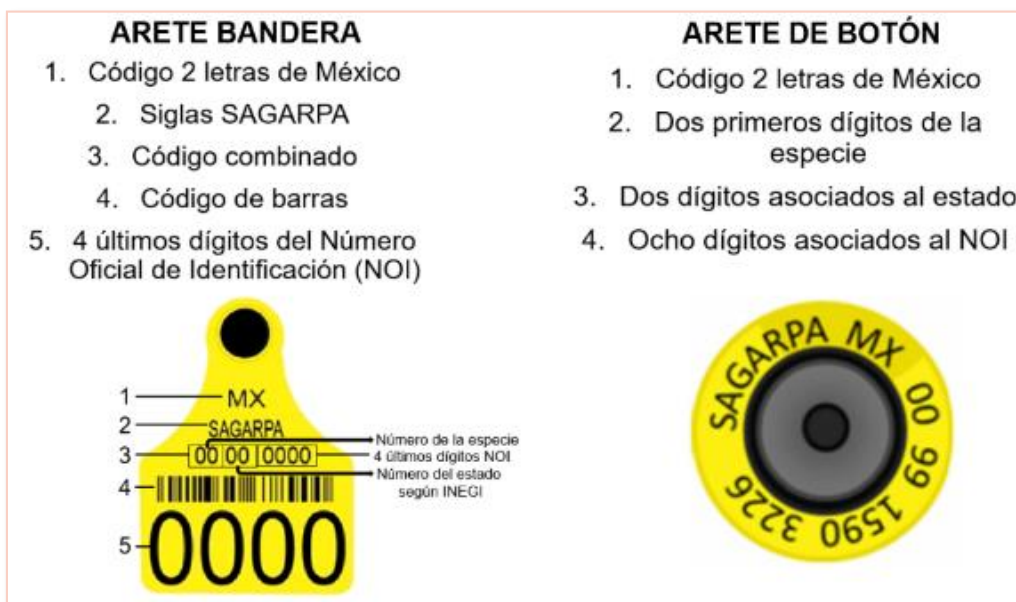 ARETE BANDERA
1. Código 2 letras de México
2. Siglas SAGARPA
3. Código combinado
4. Código de barras
5. 4 últimos dígitos del Número
Oficial de Identificación (NOI)
1
MX
2
SAGARPA
Número de la especie
3
00 00 0000
4 últimos dígitos NOI
Número del estado
según INEGI
4
5
0000
ARETE DE BOTÓN
1. Código 2 letras de México
2. Dos primeros dígitos de la
especie
3. Dos dígitos asociados al estado
4. Ocho dígitos asociados al NOI
SAGARPA MX 00 99 1590 3226